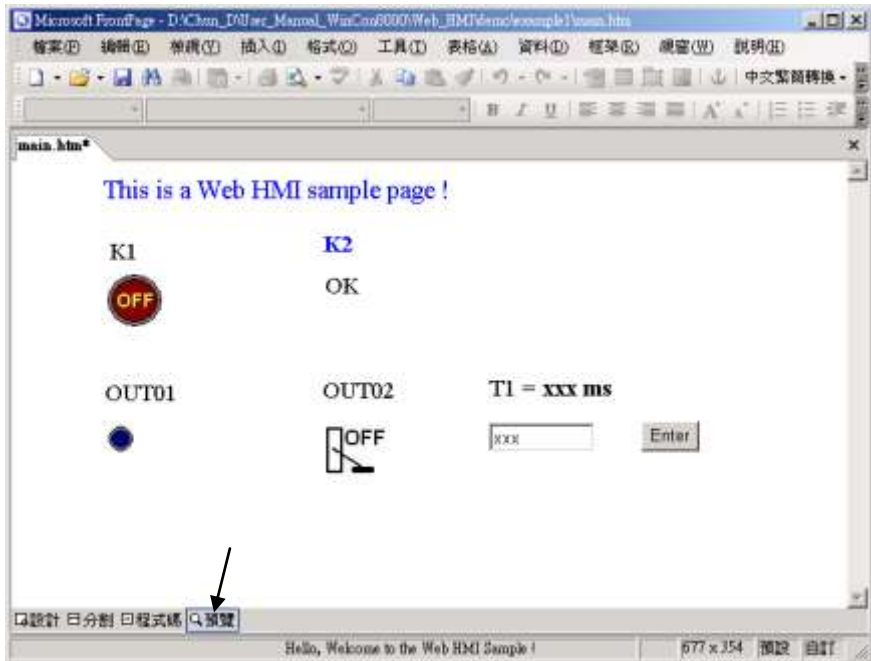 Microsoft FrontPage - D:\Chun_D\User_Manual_WinCon8000\Web_HMI\demo\example1\main.htm
檔案(F) 編輯(E) 檢視(V) 插入(I) 格式(O) 工具(T) 表格(A) 資料(D) 框架(R) 視窗(W) 說明(H)
中文繁簡轉換
B I U A A
main.htm*
This is a Web HMI sample page !
K1 K2
OFF OK
OUT01 OUT02 T1 = xxx ms
OFF xxx Enter
設計 分割 程式碼 預覽
Hello, Welcome to the Web HMI Sample ! 677 x 354 預設 自訂